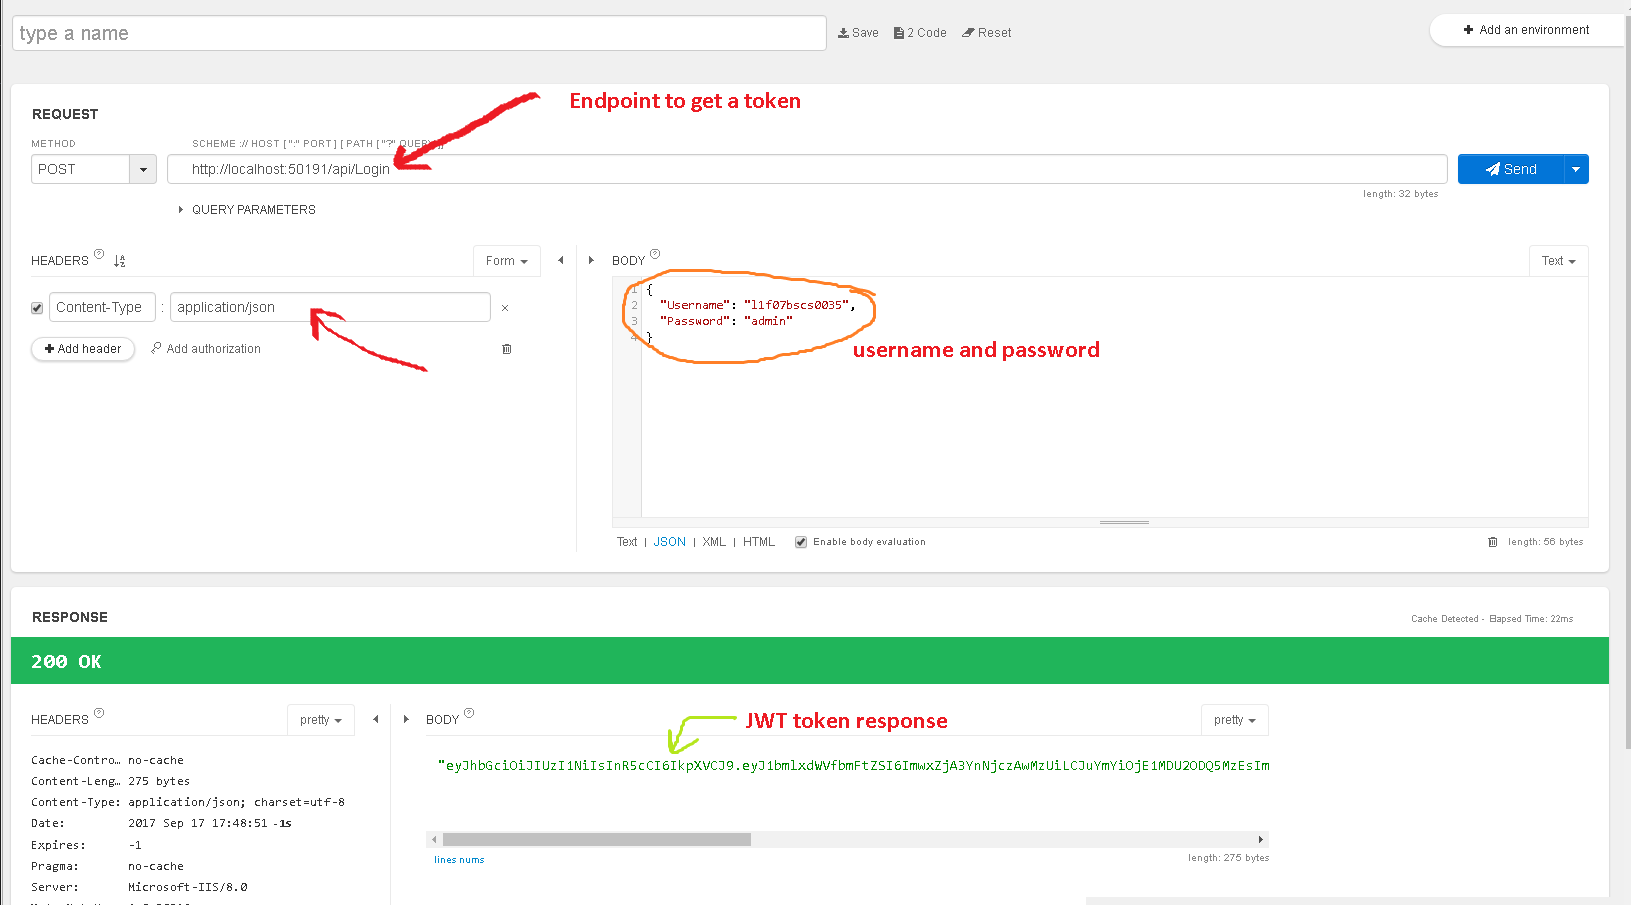 type a name
Save
2 Code
Reset
Add an environment
REQUEST
Endpoint to get a token
METHOD
SCHEME :// HOST [ ":" PORT ] [ PATH [ "?" QUERY ]]
POST
http://localhost:50191/api/Login
Send
length: 32 bytes
QUERY PARAMETERS
HEADERS
Form
BODY
Text
Content-Type : application/json
Add header
Add authorization
1 {
2 "Username": "l1f07bscs0035",
3 "Password": "admin"
4 }
username and password
Text | JSON | XML | HTML
Enable body evaluation
length: 56 bytes
RESPONSE
Cache Detected - Elapsed Time: 22ms
200 OK
HEADERS
pretty
BODY
JWT token response
pretty
Cache-Contro… no-cache
Content-Leng… 275 bytes
Content-Type: application/json; charset=utf-8
Date: 2017 Sep 17 17:48:51 -1s
Expires: -1
Pragma: no-cache
Server: Microsoft-IIS/8.0
"eyJhbGciOiJIUzI1NiIsInR5cCI6IkpXVCJ9.eyJ1bmlxdWVfbmFtZSI6ImwxZjA3YnNjczAwMzUiLCJuYmYiOjE1MDU2ODQ5MzEsIm
lines nums
length: 275 bytes